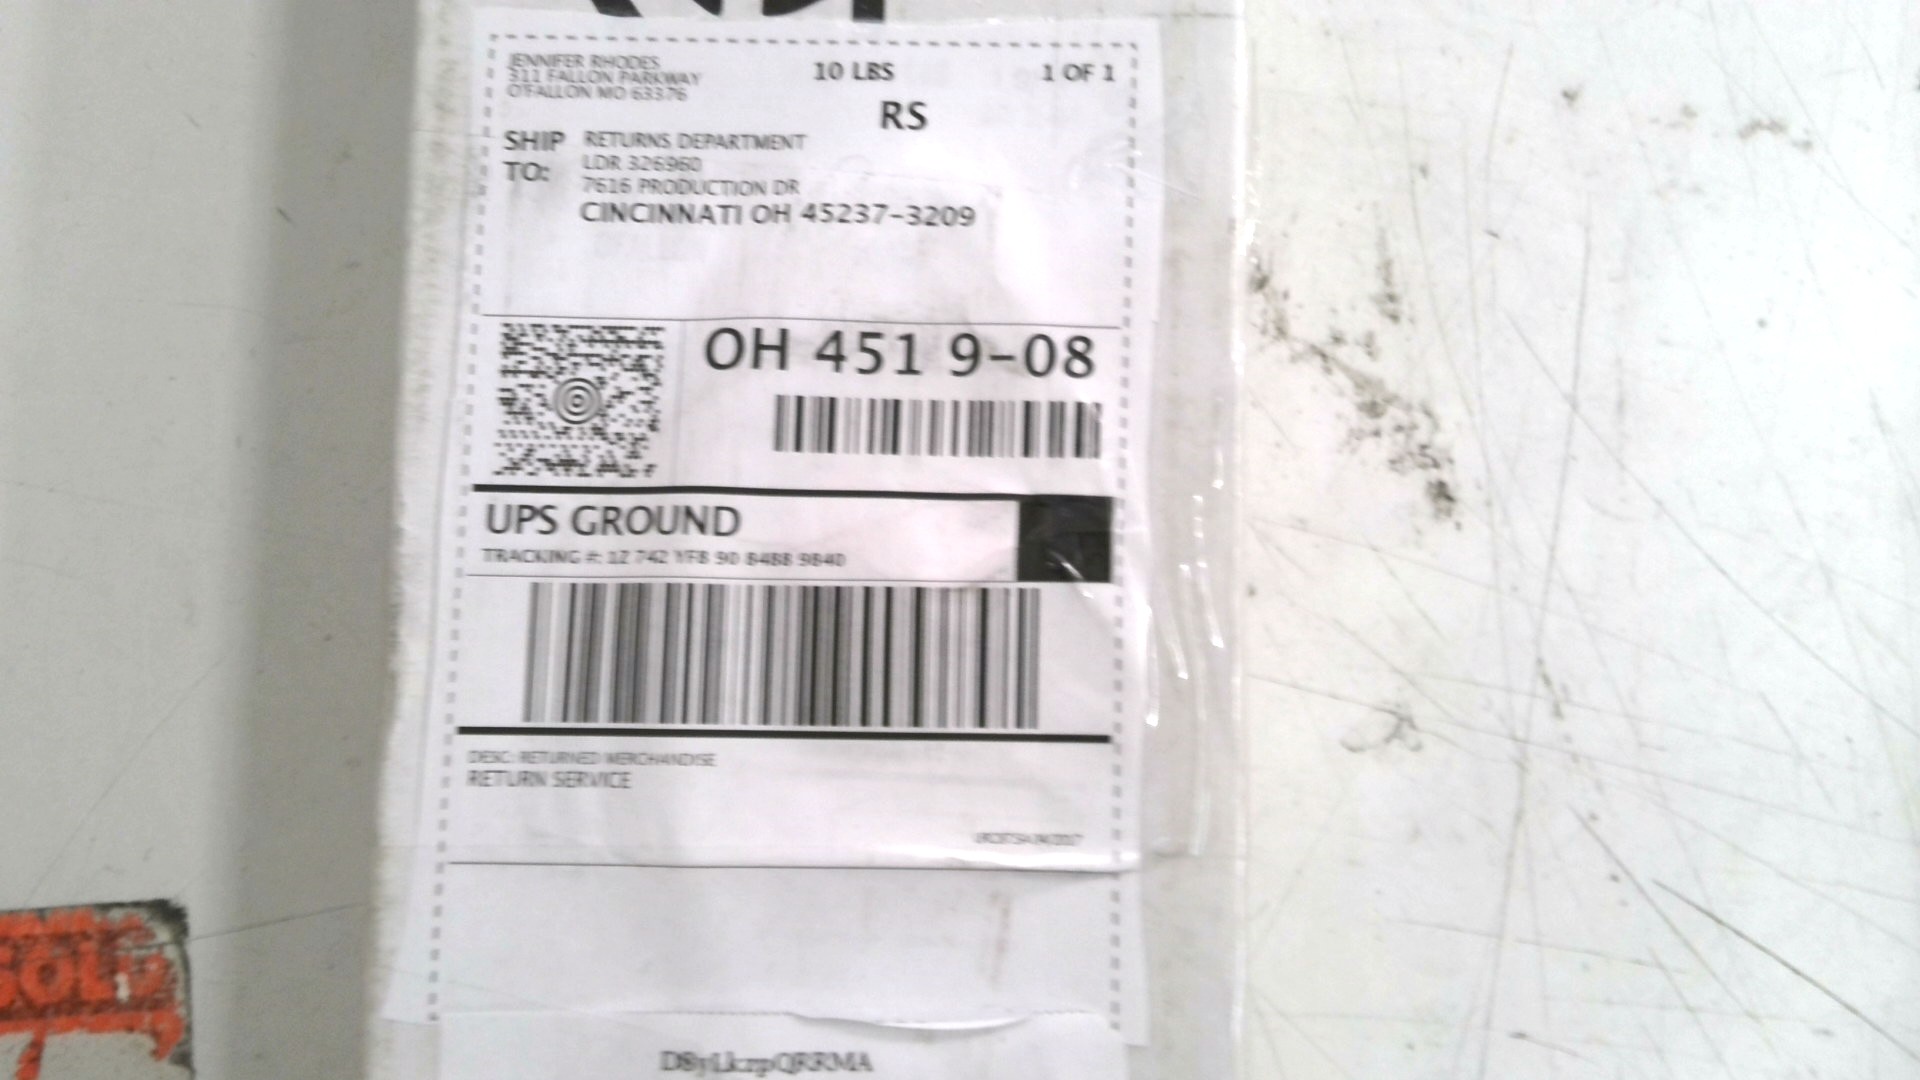 JENNIFER RHODES
311 FALLON PARKWAY
O'FALLON MO 63376
10 LBS
1 OF 1
RS
SHIP TO:
RETURNS DEPARTMENT
LDR 326960
7616 PRODUCTION DR
CINCINNATI OH 45237-3209
OH 451 9-08
UPS GROUND
TRACKING #: 1Z 742 YFB 90 8488 9840
DESC: RETURNED MERCHANDISE
RETURN SERVICE
RMA